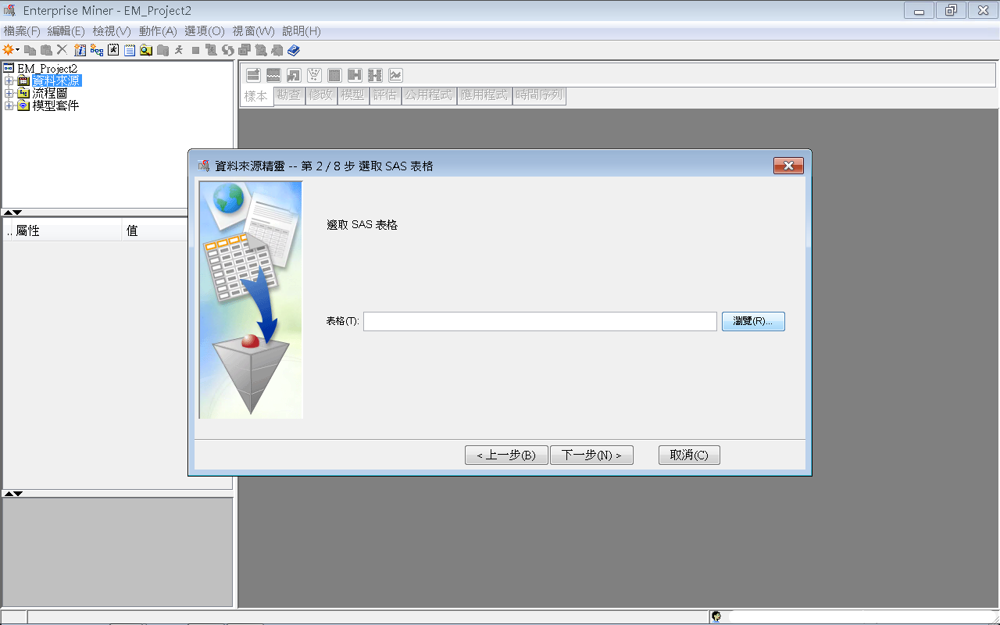 Enterprise Miner - EM_Project2
檔案(F) 編輯(E) 檢視(V) 動作(A) 選項(O) 視窗(W) 說明(H)
EM_Project2
資料來源
流程圖
模型套件
樣本 勘查 修改 模型 評估 公用程式 應用程式 時間序列
.. 屬性 值
資料來源精靈 -- 第 2 / 8 步 選取 SAS 表格
選取 SAS 表格
表格(T): 瀏覽(R)...
< 上一步(B) 下一步(N) > 取消(C)